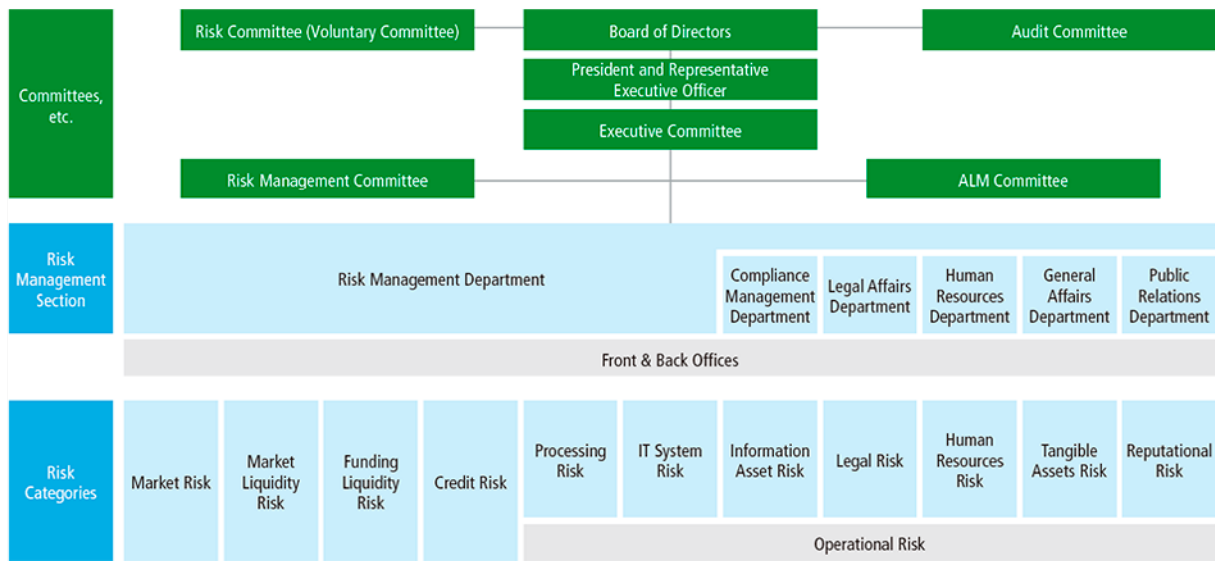 Committees,
etc.
Risk Committee (Voluntary Committee)
Board of Directors
Audit Committee
President and Representative
Executive Officer
Executive Committee
Risk Management Committee
ALM Committee
Risk
Management
Section
Risk Management Department
Compliance
Management
Department
Legal Affairs
Department
Human
Resources
Department
General
Affairs
Department
Public
Relations
Department
Front & Back Offices
Risk
Categories
Market Risk
Market
Liquidity
Risk
Funding
Liquidity
Risk
Credit Risk
Processing
Risk
IT System
Risk
Information
Asset Risk
Legal Risk
Human
Resources
Risk
Tangible
Assets Risk
Reputational
Risk
Operational Risk